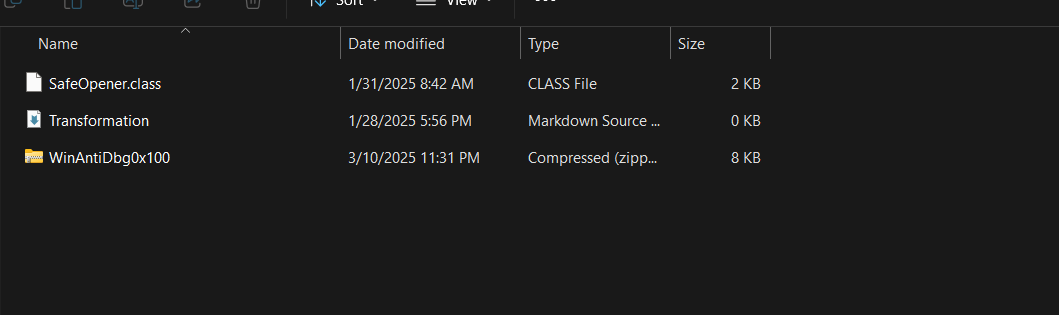 Sort View
Name Date modified Type Size
SafeOpener.class 1/31/2025 8:42 AM CLASS File 2 KB
Transformation 1/28/2025 5:56 PM Markdown Source ... 0 KB
WinAntiDbg0x100 3/10/2025 11:31 PM Compressed (zipp... 8 KB